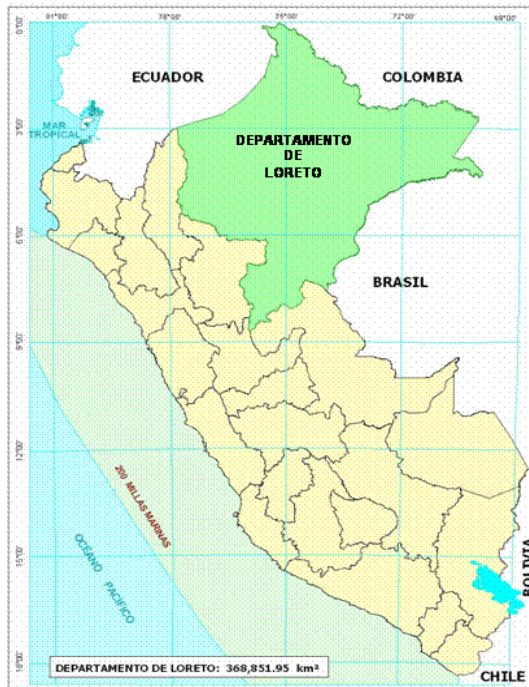 81°00'
78°00'
75°00'
72°00'
69°00'
0°00'
ECUADOR
COLOMBIA
3°00'
MAR
TROPICAL
DEPARTAMENTO
DE
LORETO
6°00'
BRASIL
9°00'
12°00'
200 MILLAS MARINAS
15°00'
OCÉANO PACIFICO
BOLIVIA
18°00'
DEPARTAMENTO DE LORETO: 368,851.95 km²
CHILE